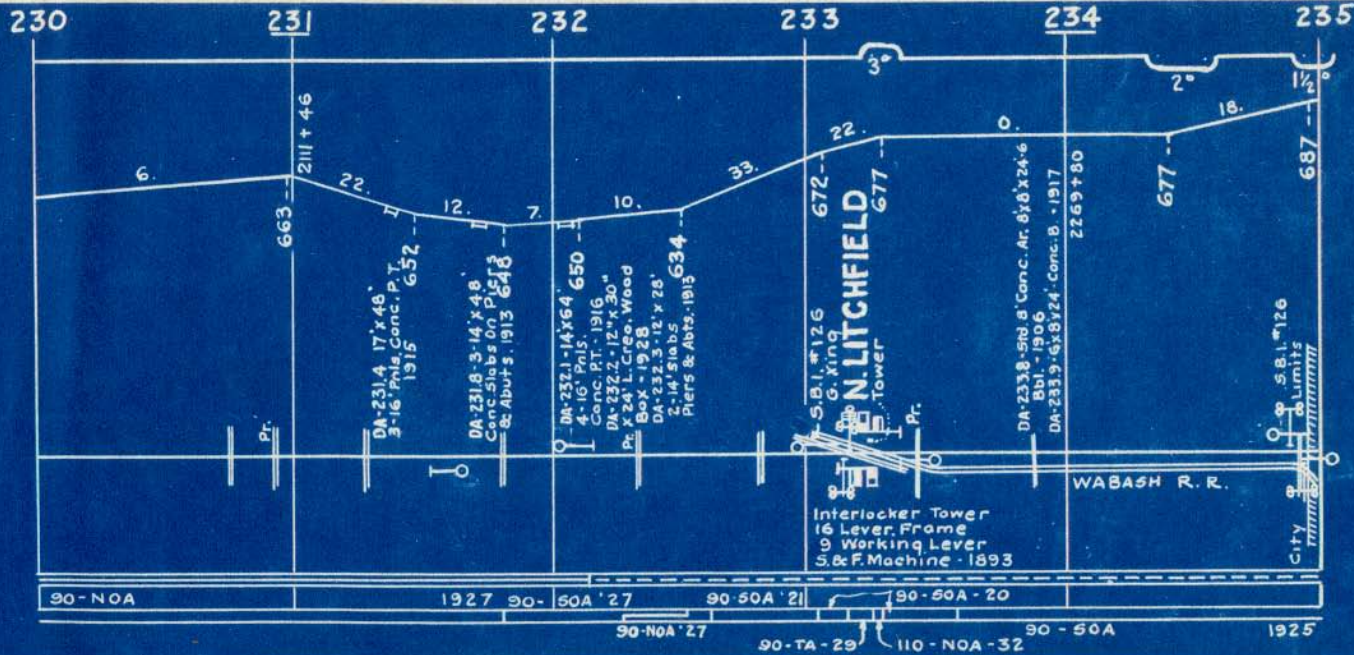 230
231
232
233
234
235
3°
2°
1½°
6.
22.
12.
7.
10.
33.
22.
0.
18.
2111 + 46
2269+80
663
652
648
650
634
672
677
677
687
DA-231.4 17'x48'
3-16' Pnls. Conc. P.T.
1915
DA-231.8-3-14'x48'
Conc. Slabs On Piers
& Abuts. 1913
DA-232.1-14'x64'
4-16' Pnls.
Conc. P.T. - 1916
DA-232.2-12"x30"
Pr. x 24' L. Creo. Wood
Box - 1928
DA-232.3-12'x28'
2-14' Slabs
Piers & Abts. - 1913
S.B.I. #126
G. Xing
N. LITCHFIELD
Tower
DA-233.8-Std. 8' Conc. Ar. 8'x8'x24'6
Bbl. - 1906
DA-233.9-6x8x24' Conc. B. - 1917
S.B.I. #126
City Limits
Pr.
Pr.
WABASH R.R.
Interlocker Tower
16 Lever Frame
9 Working Lever
S.&F. Machine - 1893
90-NOA
1927
90-50A '27
90-50A '21
90-50A-20
90-NOA '27
90-TA-29
110-NOA-32
90-50A
1925